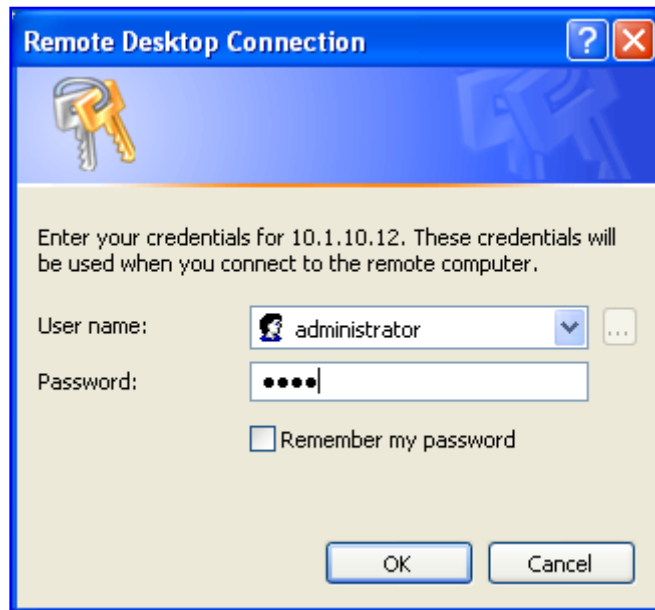 Remote Desktop Connection
?
Enter your credentials for 10.1.10.12. These credentials will
be used when you connect to the remote computer.
User name: administrator ...
Password: ●●●●
Remember my password
OK Cancel